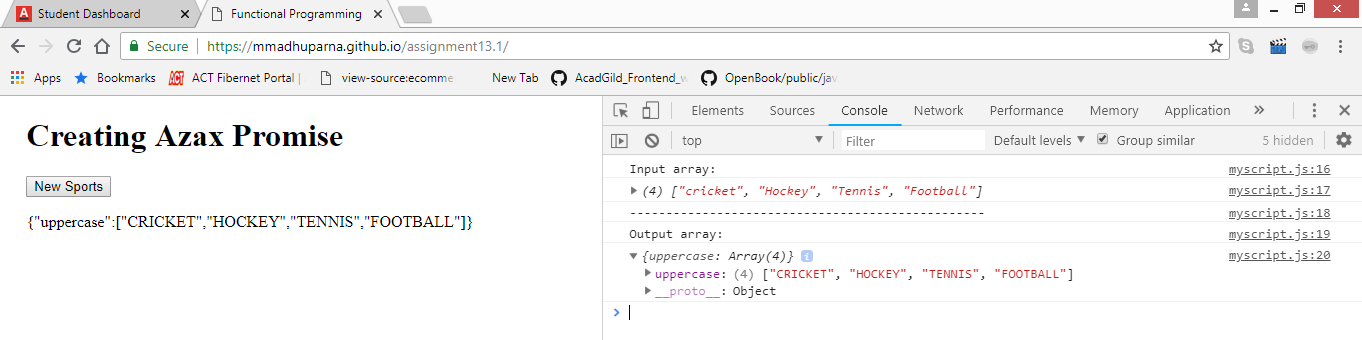 Student Dashboard
Functional Programming
Secure https://mmadhuparna.github.io/assignment13.1/
Apps Bookmarks ACT ACT Fibernet Portal | view-source:ecomme New Tab AcadGild_Frontend_w OpenBook/public/jav
Creating Azax Promise
New Sports
{"uppercase":["CRICKET","HOCKEY","TENNIS","FOOTBALL"]}
Elements Sources Console Network Performance Memory Application »
top Filter Default levels Group similar 5 hidden
Input array: myscript.js:16
(4) ["cricket", "Hockey", "Tennis", "Football"] myscript.js:17
------------------------------------------------- myscript.js:18
Output array: myscript.js:19
{uppercase: Array(4)} i myscript.js:20
uppercase: (4) ["CRICKET", "HOCKEY", "TENNIS", "FOOTBALL"]
__proto__: Object